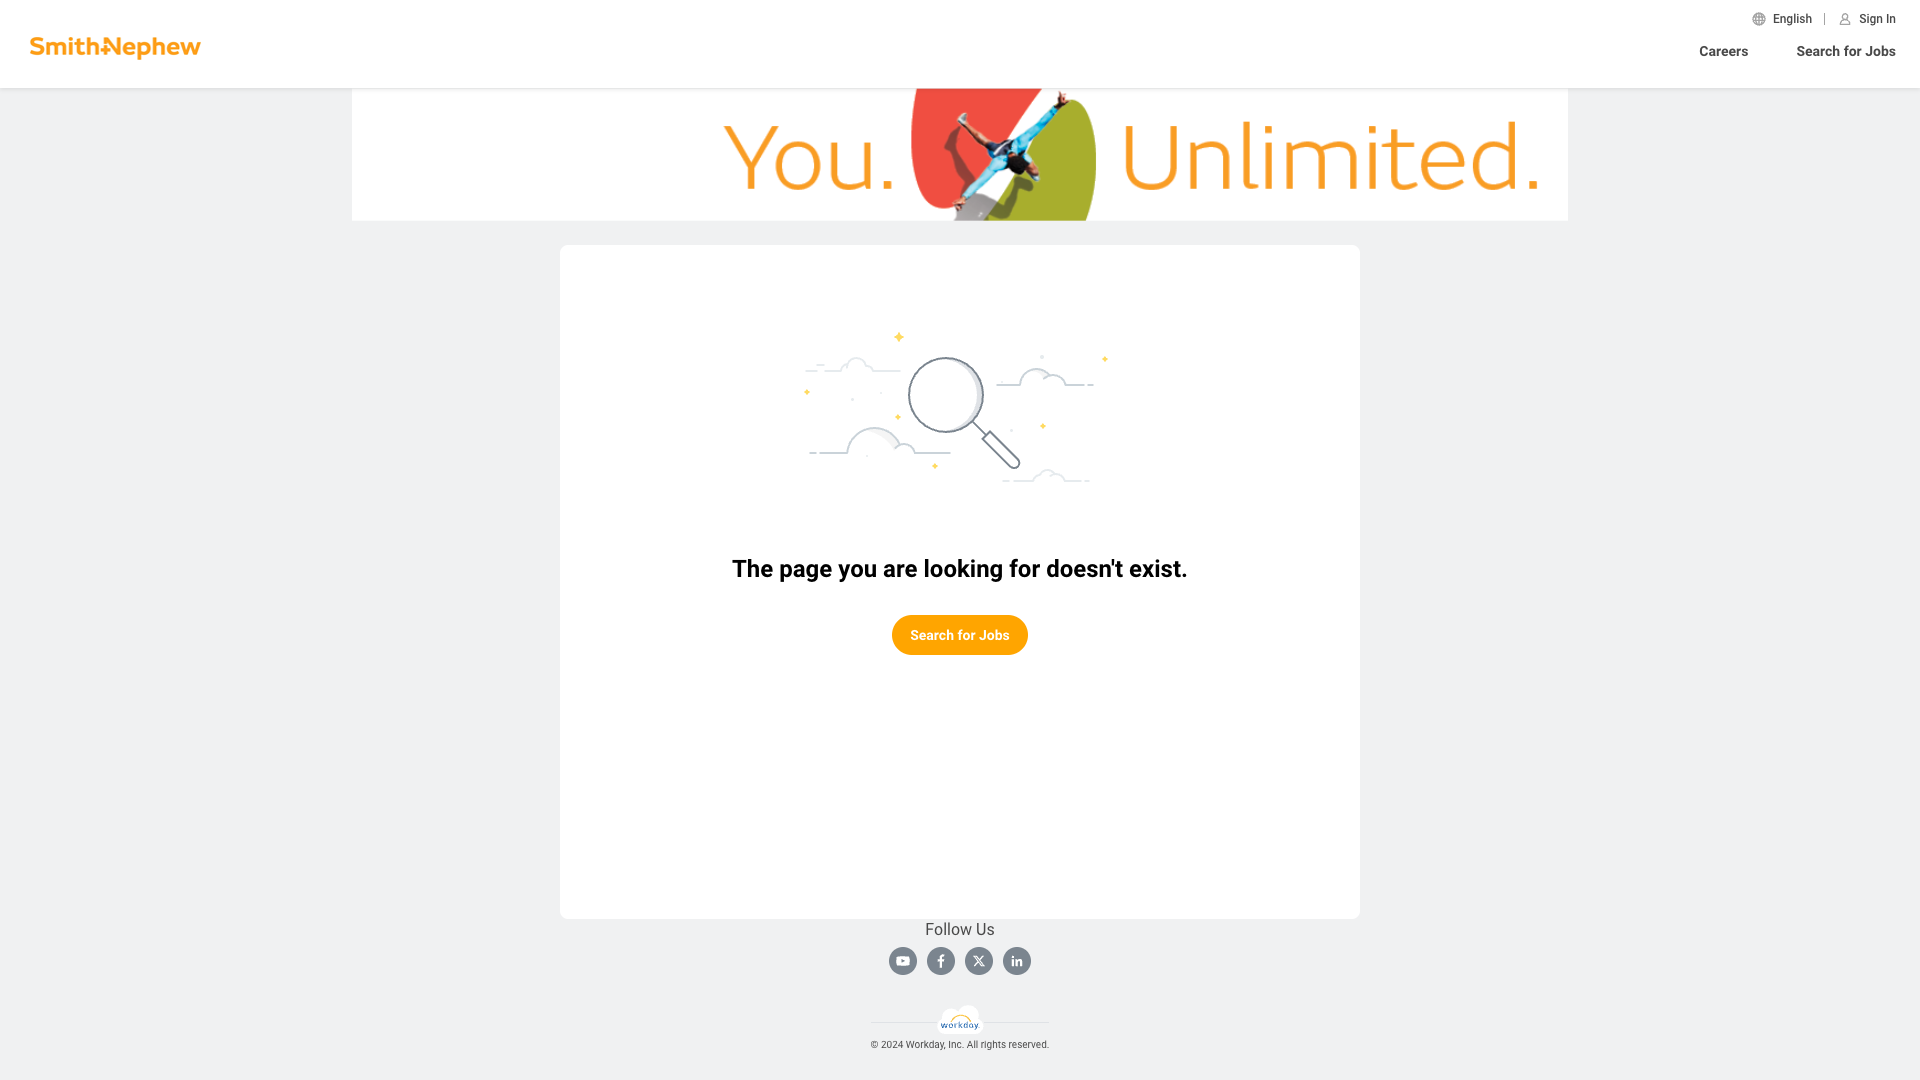 English
Sign In
Smith+Nephew
Careers
Search for Jobs
You. Unlimited.
The page you are looking for doesn't exist.
Search for Jobs
Follow Us
workday.
© 2024 Workday, Inc. All rights reserved.